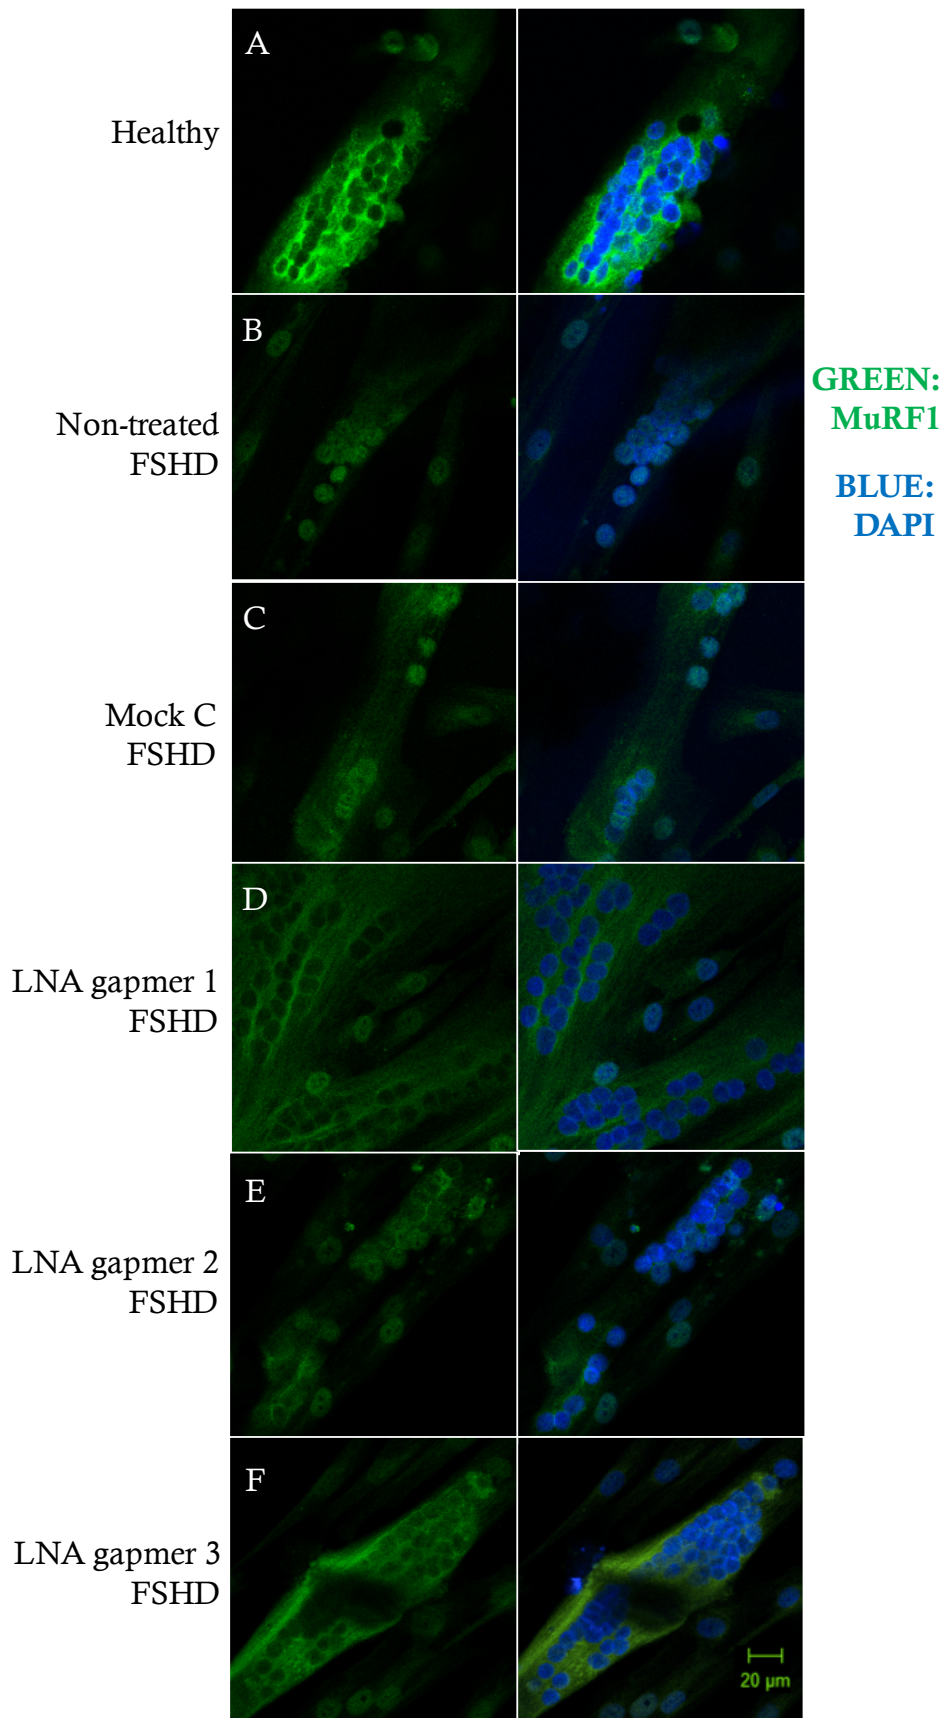 A
Healthy
B
Non-treated
FSHD
GREEN:
MuRF1
BLUE:
DAPI
C
Mock C
FSHD
D
LNA gapmer 1
FSHD
E
LNA gapmer 2
FSHD
F
LNA gapmer 3
FSHD
20 µm